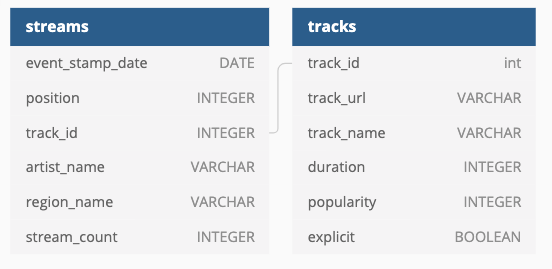 streams
event_stamp_date DATE
position INTEGER
track_id INTEGER
artist_name VARCHAR
region_name VARCHAR
stream_count INTEGER
tracks
track_id int
track_url VARCHAR
track_name VARCHAR
duration INTEGER
popularity INTEGER
explicit BOOLEAN